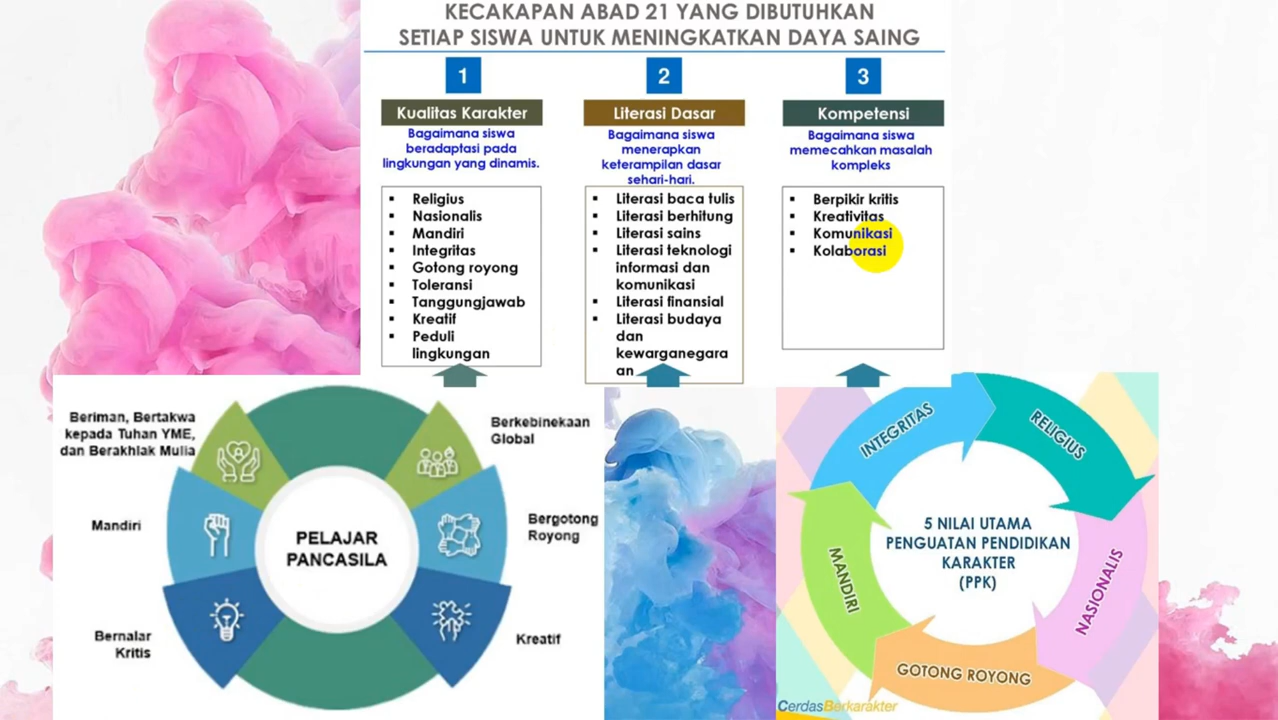 KECAKAPAN ABAD 21 YANG DIBUTUHKAN
SETIAP SISWA UNTUK MENINGKATKAN DAYA SAING
1
Kualitas Karakter
Bagaimana siswa
beradaptasi pada
lingkungan yang dinamis.
▪ Religius
▪ Nasionalis
▪ Mandiri
▪ Integritas
▪ Gotong royong
▪ Toleransi
▪ Tanggungjawab
▪ Kreatif
▪ Peduli
lingkungan
2
Literasi Dasar
Bagaimana siswa
menerapkan
keterampilan dasar
sehari-hari.
▪ Literasi baca tulis
▪ Literasi berhitung
▪ Literasi sains
▪ Literasi teknologi
informasi dan
komunikasi
▪ Literasi finansial
▪ Literasi budaya
dan
kewarganegara
an
3
Kompetensi
Bagaimana siswa
memecahkan masalah
kompleks
▪ Berpikir kritis
▪ Kreativitas
▪ Komunikasi
▪ Kolaborasi
Beriman, Bertakwa
kepada Tuhan YME,
dan Berakhlak Mulia
Mandiri
Bernalar
Kritis
PELAJAR
PANCASILA
Berkebinekaan
Global
Bergotong
Royong
Kreatif
INTEGRITAS
RELIGIUS
NASIONALIS
GOTONG ROYONG
MANDIRI
5 NILAI UTAMA
PENGUATAN PENDIDIKAN
KARAKTER
(PPK)
CerdasBerkarakter